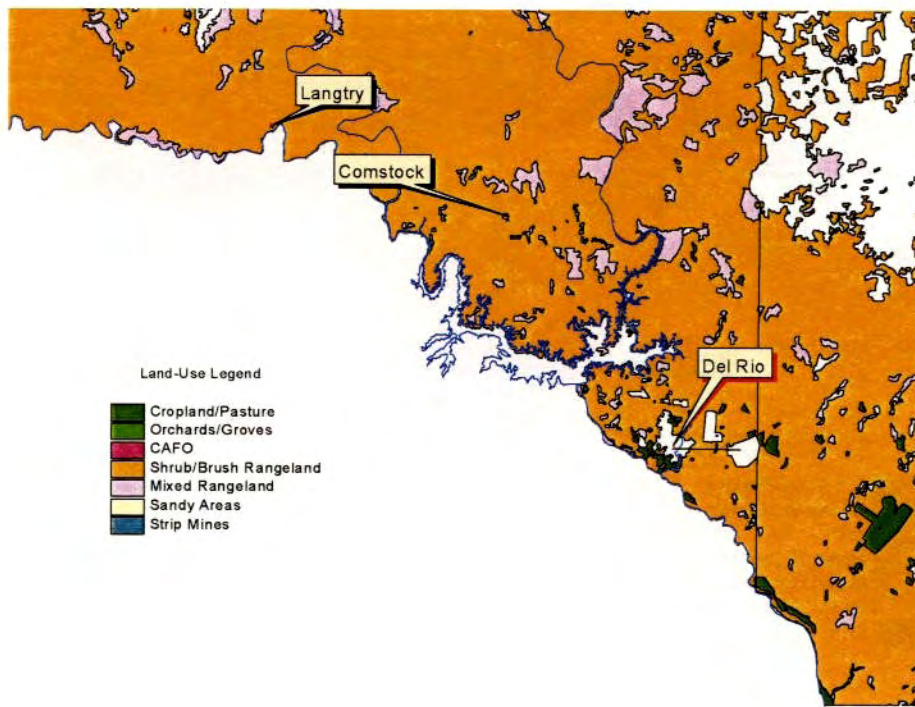 Langtry
Comstock
Del Rio
Land-Use Legend
Cropland/Pasture
Orchards/Groves
CAFO
Shrub/Brush Rangeland
Mixed Rangeland
Sandy Areas
Strip Mines